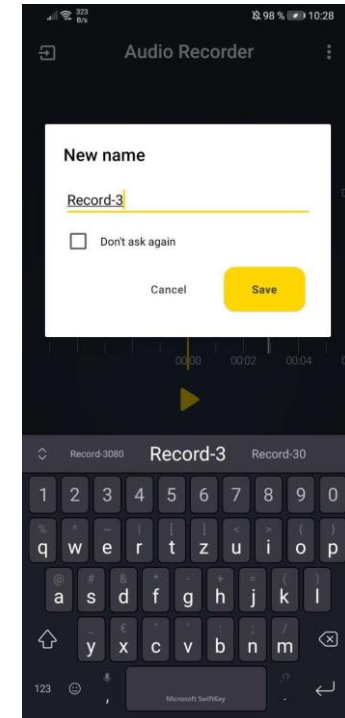 323
B/s
98 % 10:28
Audio Recorder
New name
Record-3
Don't ask again
Cancel Save
00:00 00:02 00:04
Record-3080 Record-3 Record-30
1 2 3 4 5 6 7 8 9 0
% ^ ~ | [ ] < > { }
q w e r t z u i o p
@ # & * - + = ( )
a s d f g h j k l
_ € " ' : ; /
y x c v b n m
123 , Microsoft SwiftKey . !?